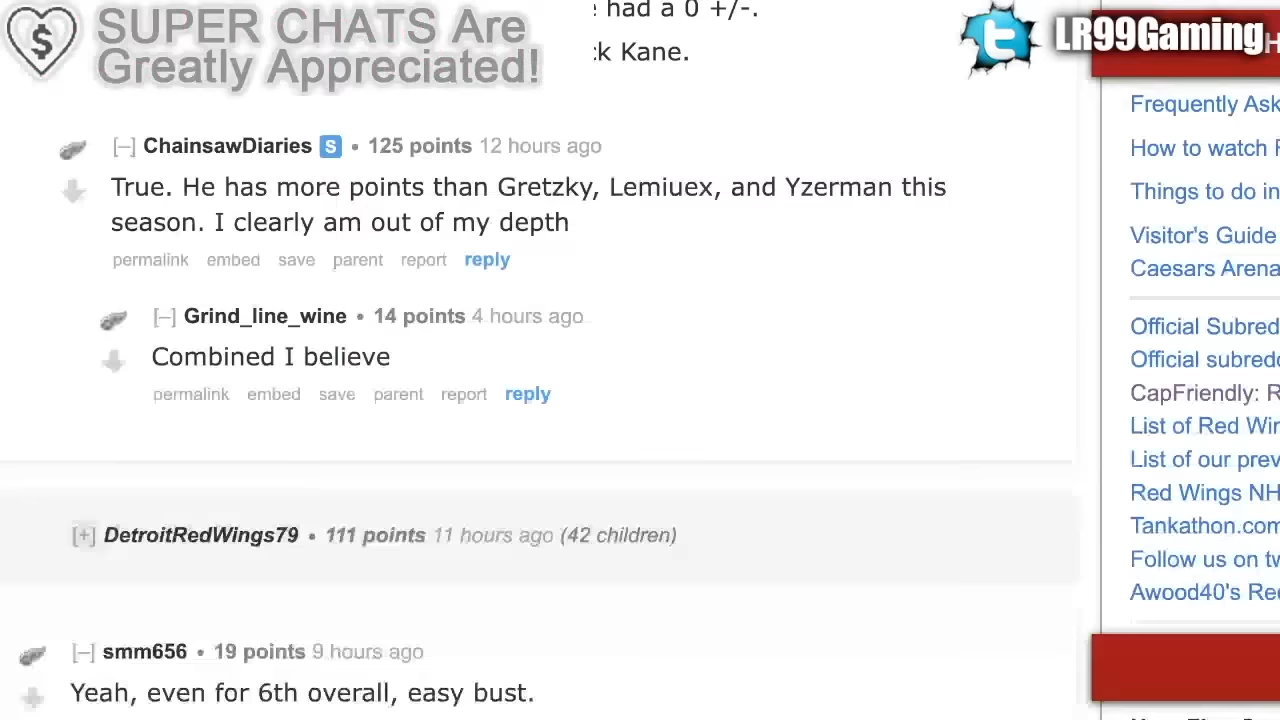 SUPER CHATS Are
Greatly Appreciated!
had a 0 +/-.
Kane.
LR99Gaming
[–] ChainsawDiaries S • 125 points 12 hours ago
True. He has more points than Gretzky, Lemiuex, and Yzerman this
season. I clearly am out of my depth
permalink embed save parent report reply
[–] Grind_line_wine • 14 points 4 hours ago
Combined I believe
permalink embed save parent report reply
[+] DetroitRedWings79 • 111 points 11 hours ago (42 children)
[–] smm656 • 19 points 9 hours ago
Yeah, even for 6th overall, easy bust.
Frequently Ask
How to watch
Things to do in
Visitor's Guide
Caesars Arena
Official Subred
Official subredd
CapFriendly: R
List of Red Win
List of our prev
Red Wings NH
Tankathon.com
Follow us on tw
Awood40's Red